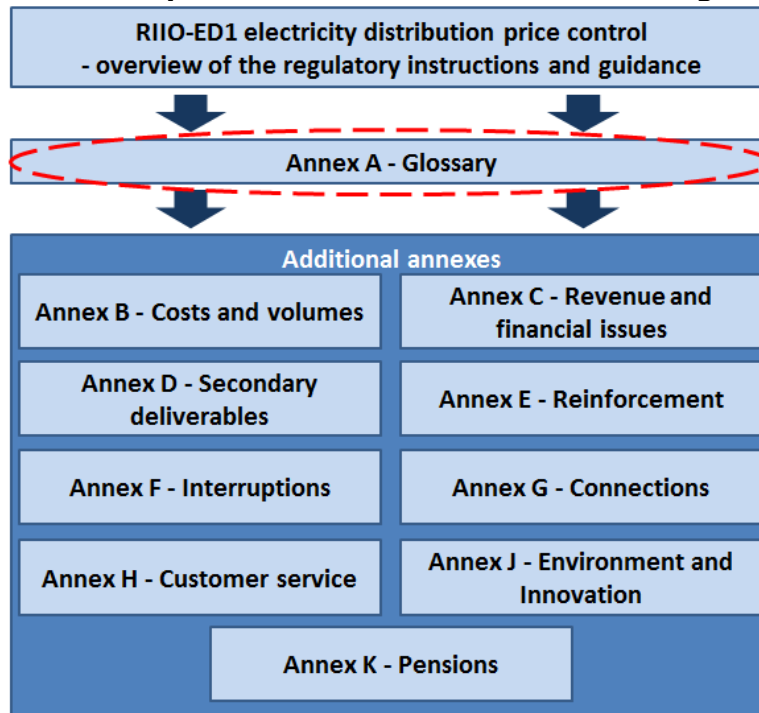 RIIO-ED1 electricity distribution price control
- overview of the regulatory instructions and guidance
Annex A - Glossary
Additional annexes
Annex B - Costs and volumes
Annex C - Revenue and
financial issues
Annex D - Secondary
deliverables
Annex E - Reinforcement
Annex F - Interruptions
Annex G - Connections
Annex H - Customer service
Annex J - Environment and
Innovation
Annex K - Pensions